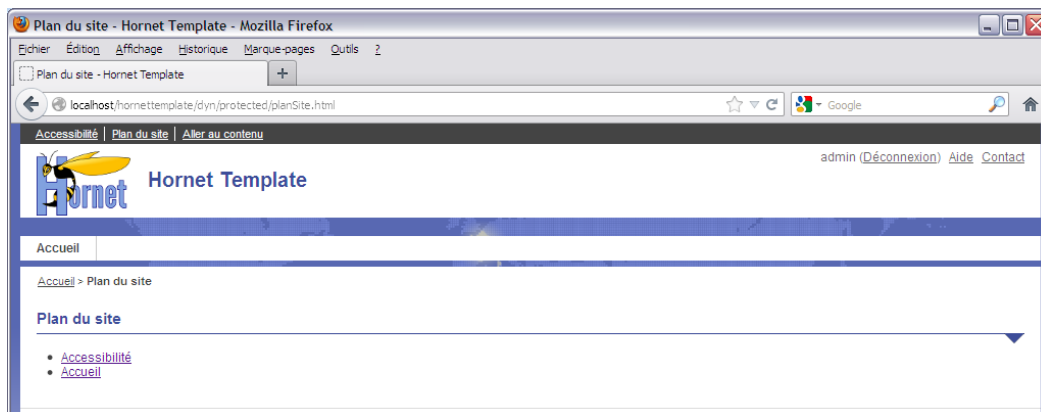 Plan du site - Hornet Template - Mozilla Firefox
Fichier Édition Affichage Historique Marque-pages Outils ?
Plan du site - Hornet Template +
localhost/hornettemplate/dyn/protected/planSite.html Google
Accessibilité | Plan du site | Aller au contenu
admin (Déconnexion) Aide Contact
Hornet Hornet Template
Accueil
Accueil > Plan du site
Plan du site
• Accessibilité
• Accueil